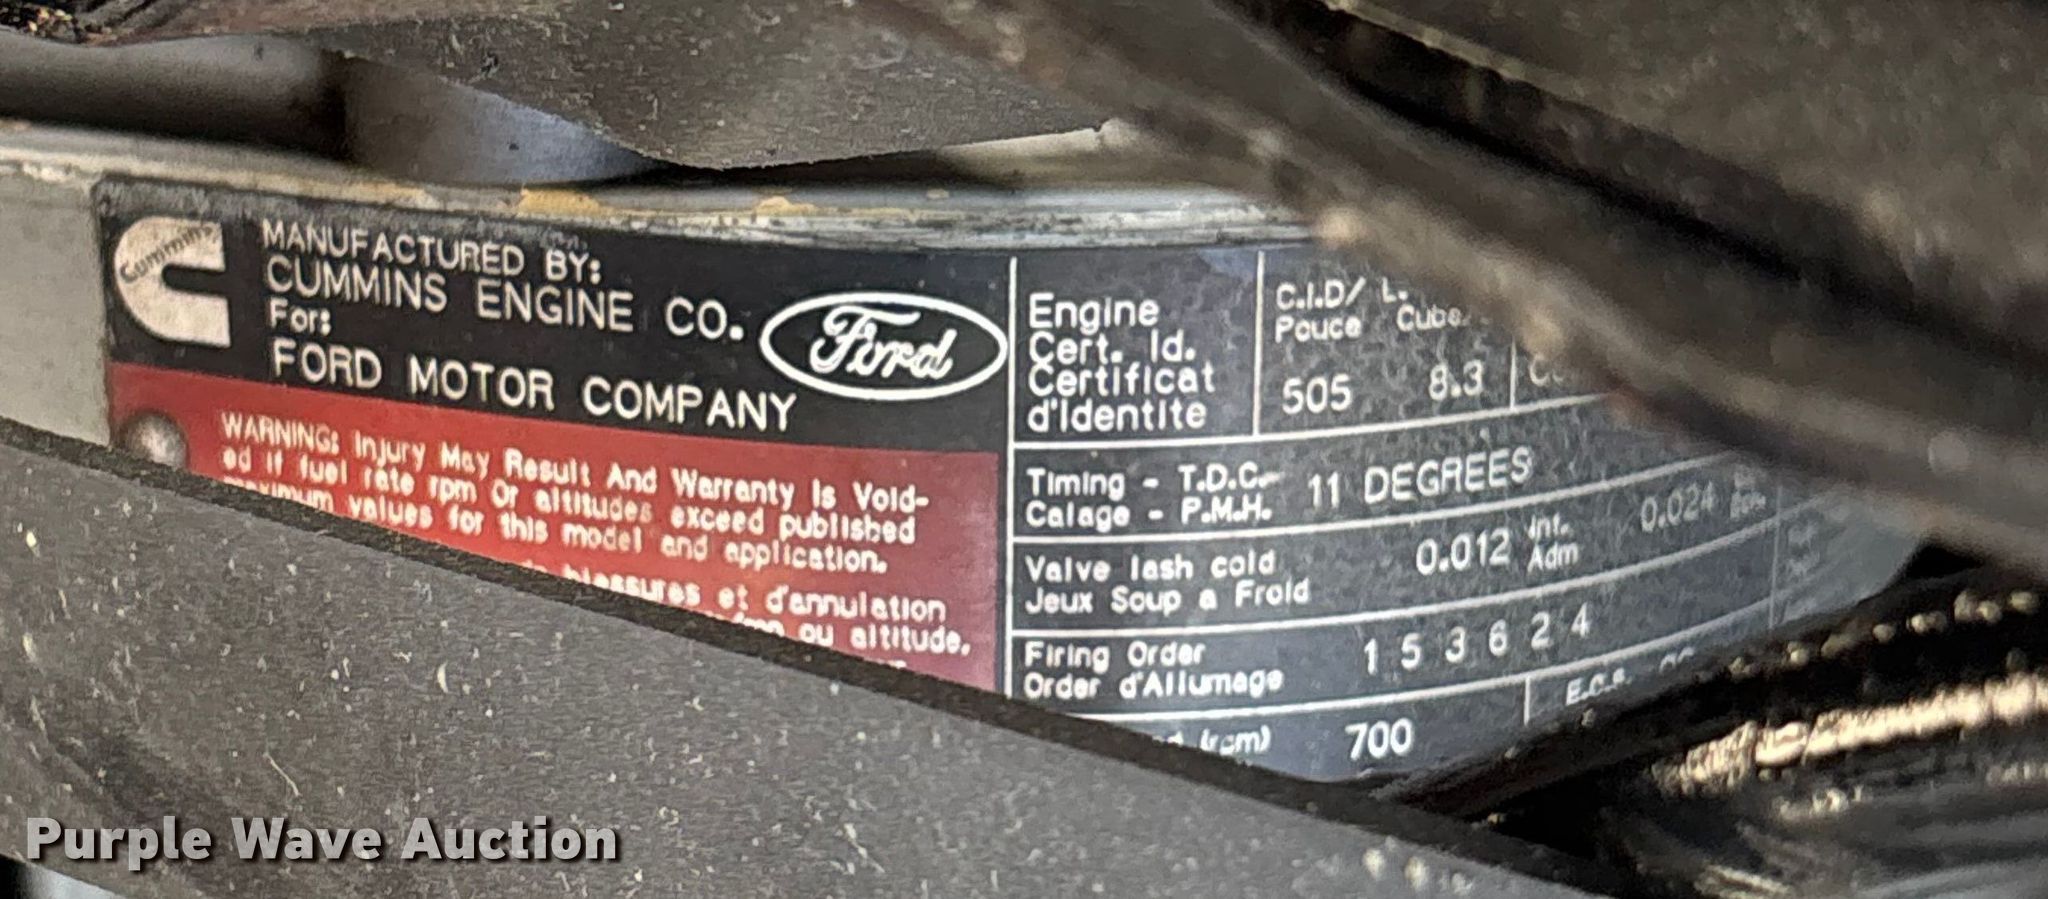 Cummins
MANUFACTURED BY:
CUMMINS ENGINE CO.
For:
FORD MOTOR COMPANY
Ford
WARNING: Injury May Result And Warranty Is Void-
ed if fuel rate rpm Or altitudes exceed published
maximum values for this model and application.
blessures et d'annulation
ou altitude,
Engine
Cert. Id.
Certificat
d'Identite
C.I.D/ L.
Pouce Cube
505 8.3
Timing - T.D.C.
Calage - P.M.H.
11 DEGREES
Valve lash cold
Jeux Soup a Froid
0.012 Int.
Adm
0.024
Firing Order
Order d'Allumage
1 5 3 6 2 4
700
Purple Wave Auction